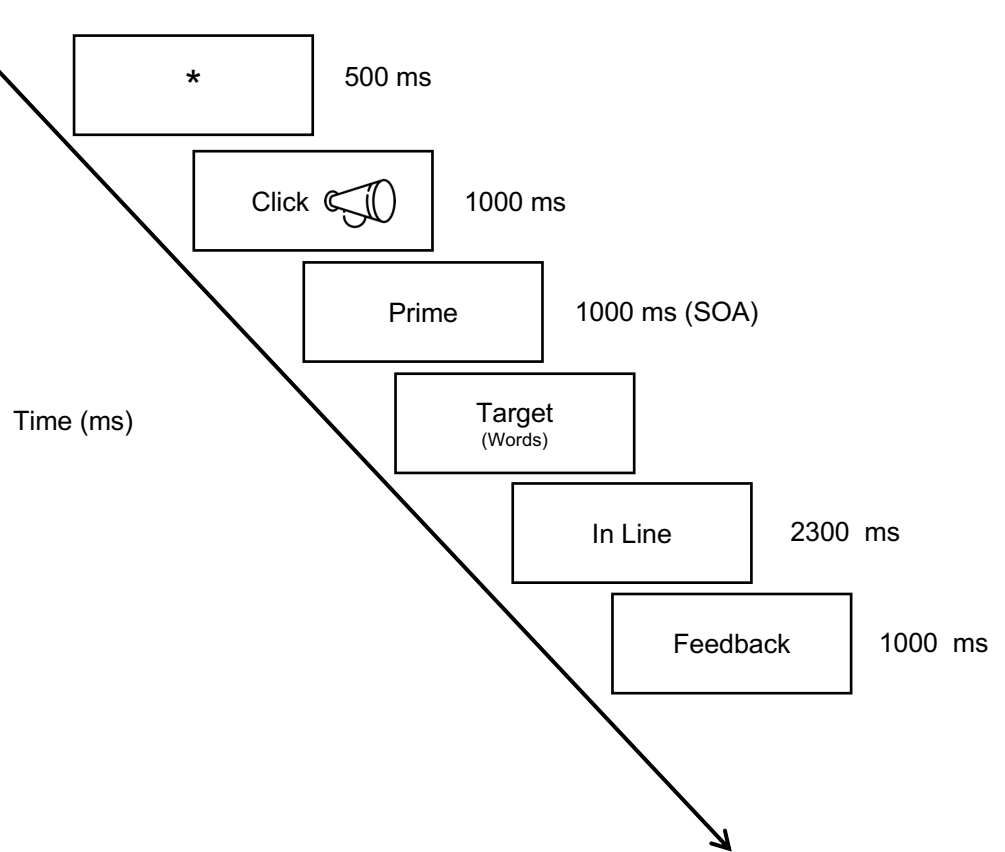 *
500 ms
Click
1000 ms
Prime
1000 ms (SOA)
Time (ms)
Target
(Words)
In Line
2300 ms
Feedback
1000 ms